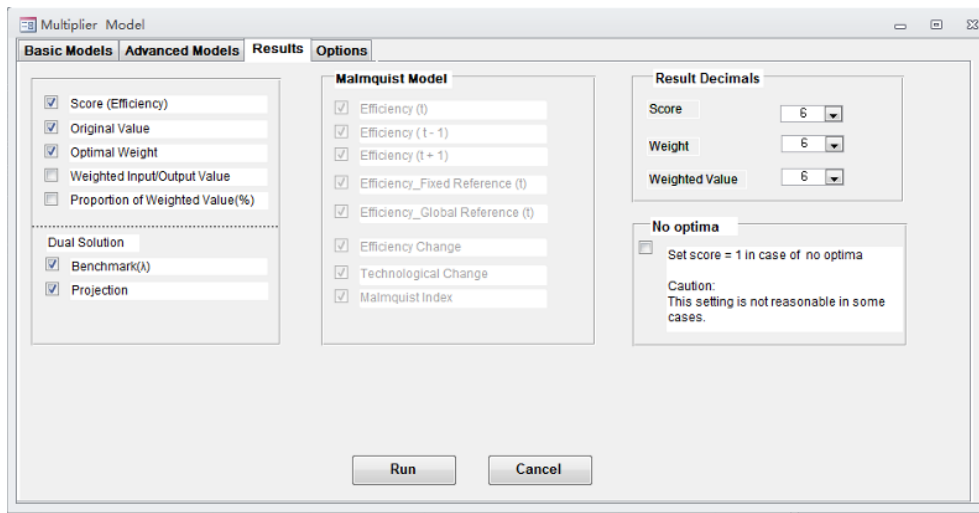 Multiplier Model
Basic Models Advanced Models Results Options
Score (Efficiency)
Original Value
Optimal Weight
Weighted Input/Output Value
Proportion of Weighted Value(%)
Dual Solution
Benchmark(λ)
Projection
Malmquist Model
Efficiency (t)
Efficiency ( t - 1)
Efficiency (t + 1)
Efficiency_Fixed Reference (t)
Efficiency_Global Reference (t)
Efficiency Change
Technological Change
Malmquist Index
Result Decimals
Score 6
Weight 6
Weighted Value 6
No optima
Set score = 1 in case of no optima
Caution:
This setting is not reasonable in some
cases.
Run Cancel